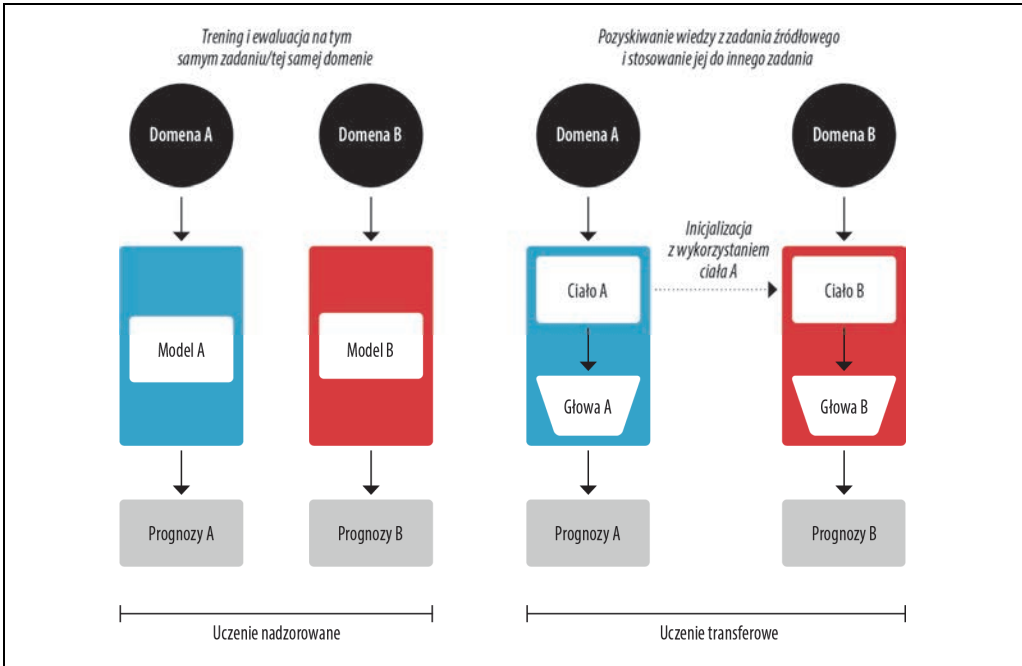 Trening i ewaluacja na tym
samym zadaniu/tej samej domenie
Pozyskiwanie wiedzy z zadania źródłowego
i stosowanie jej do innego zadania
Domena A
Domena B
Domena A
Domena B
Inicjalizacja
z wykorzystaniem
ciała A
Model A
Model B
Ciało A
Ciało B
Głowa A
Głowa B
Prognozy A
Prognozy B
Prognozy A
Prognozy B
Uczenie nadzorowane
Uczenie transferowe